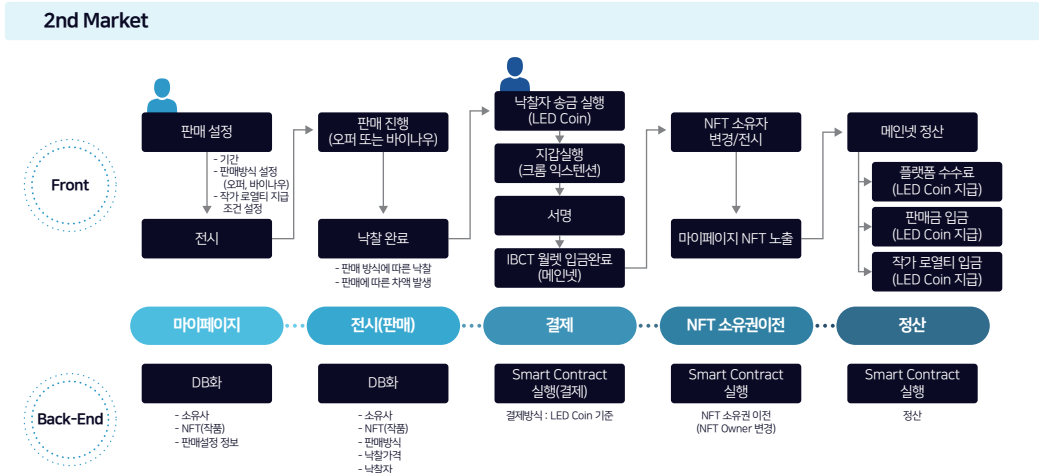 2nd Market
Front
판매 설정
- 기간
- 판매방식 설정
(오퍼, 바이나우)
- 작가 로열티 지급
조건 설정
전시
판매 진행
(오퍼 또는 바이나우)
낙찰 완료
- 판매 방식에 따른 낙찰
- 판매에 따른 차액 발생
낙찰자 송금 실행
(LED Coin)
지갑실행
(크롬 익스텐션)
서명
IBCT 월렛 입금완료
(메인넷)
NFT 소유자
변경/전시
마이페이지 NFT 노출
메인넷 정산
플랫폼 수수료
(LED Coin 지급)
판매금 입금
(LED Coin 지급)
작가 로열티 입금
(LED Coin 지급)
마이페이지
전시(판매)
결제
NFT 소유권이전
정산
Back-End
DB화
- 소유사
- NFT(작품)
- 판매설정 정보
DB화
- 소유사
- NFT(작품)
- 판매방식
- 낙찰가격
- 낙찰자
Smart Contract
실행(결제)
결제방식 : LED Coin 기준
Smart Contract
실행
NFT 소유권 이전
(NFT Owner 변경)
Smart Contract
실행
정산